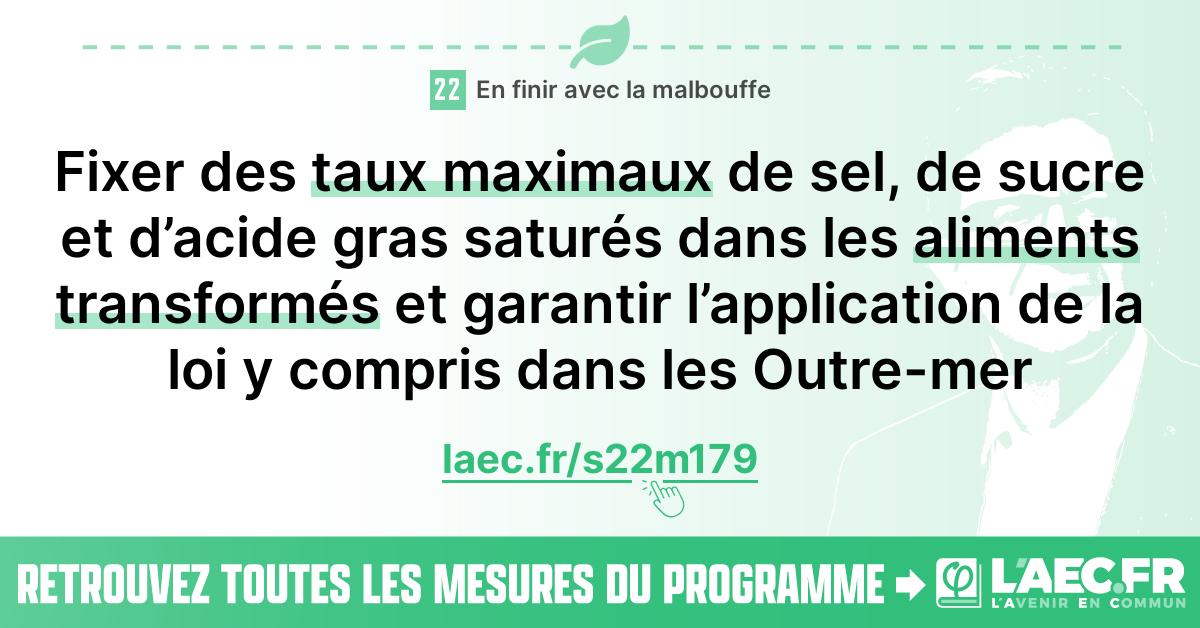 22 En finir avec la malbouffe
Fixer des taux maximaux de sel, de sucre
et d’acide gras saturés dans les aliments
transformés et garantir l’application de la
loi y compris dans les Outre-mer
laec.fr/s22m179
RETROUVEZ TOUTES LES MESURES DU PROGRAMME
φ L'AEC.FR
L'AVENIR EN COMMUN